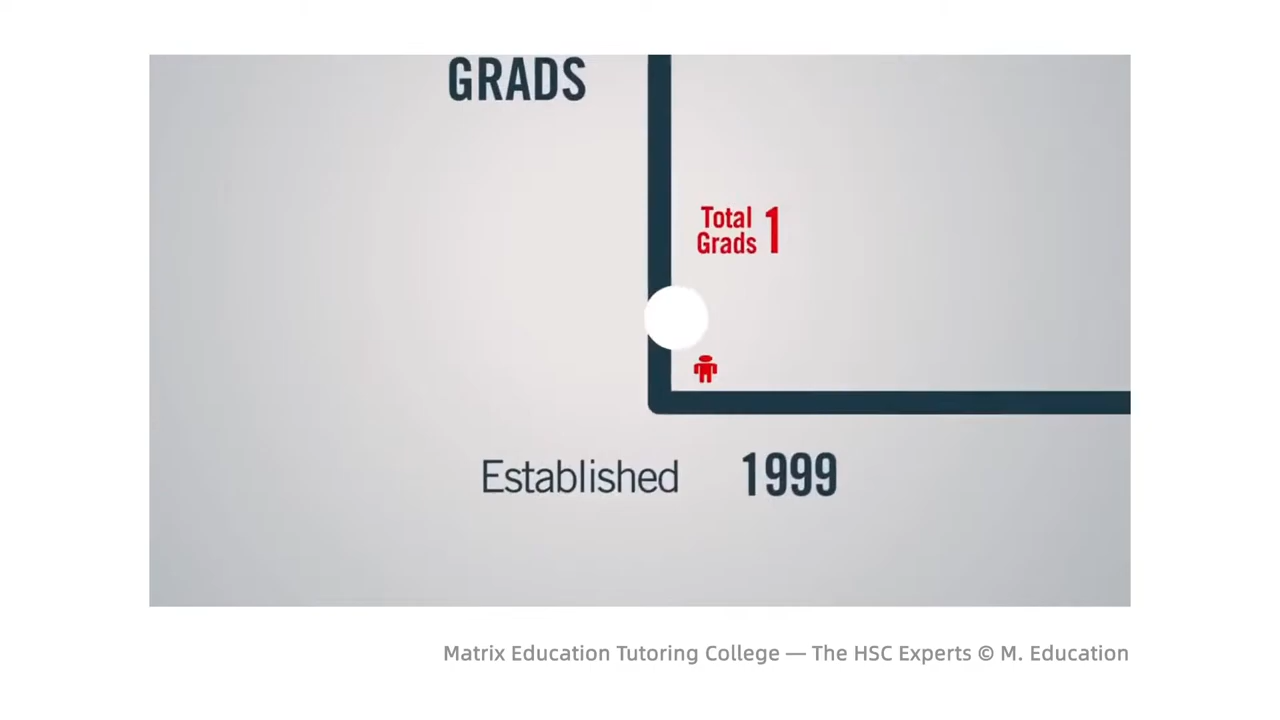 GRADS
Total
Grads 1
Established 1999
Matrix Education Tutoring College — The HSC Experts © M. Education